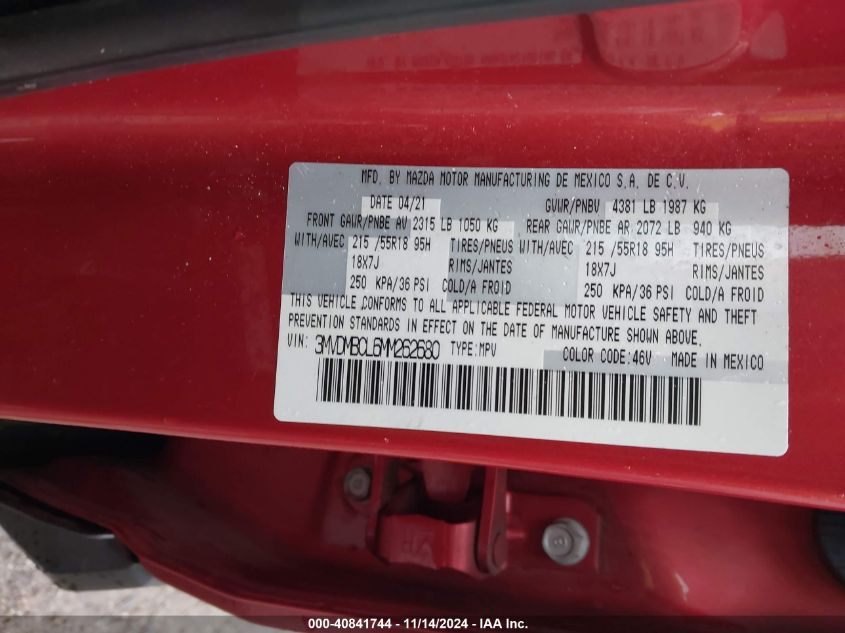 MFD. BY MAZDA MOTOR MANUFACTURING DE MEXICO S.A. DE C.V.
DATE 04/21 GVWR/PNBV 4381 LB 1987 KG
FRONT GAWR/PNBE AV 2315 LB 1050 KG REAR GAWR/PNBE AR 2072 LB 940 KG
WITH/AVEC 215 /55R18 95H TIRES/PNEUS WITH/AVEC 215 /55R18 95H TIRES/PNEUS
18X7J RIMS/JANTES 18X7J RIMS/JANTES
250 KPA/36 PSI COLD/A FROID 250 KPA/36 PSI COLD/A FROID
THIS VEHICLE CONFORMS TO ALL APPLICABLE FEDERAL MOTOR VEHICLE SAFETY AND THEFT
PREVENTION STANDARDS IN EFFECT ON THE DATE OF MANUFACTURE SHOWN ABOVE.
VIN: 3MVDMBCL6MM262680 TYPE:MPV COLOR CODE:46V MADE IN MEXICO
000-40841744 - 11/14/2024 - IAA Inc.